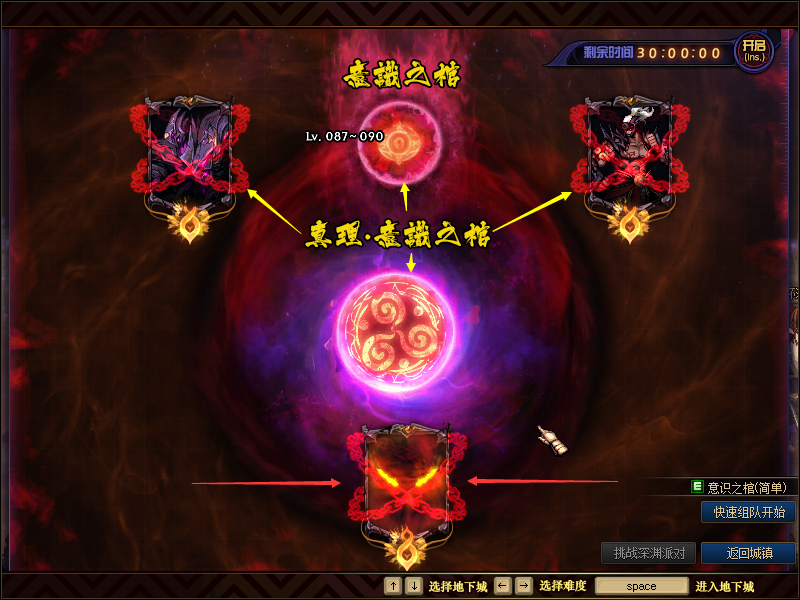 剩余时间 30:00:00
开启
(Ins.)
意識之棺
Lv. 087~090
真理·意識之棺
E 意识之棺(简单)
快速组队开始
挑战深渊派对
返回城镇
↑ ↓ 选择地下城 ← → 选择难度 space 进入地下城